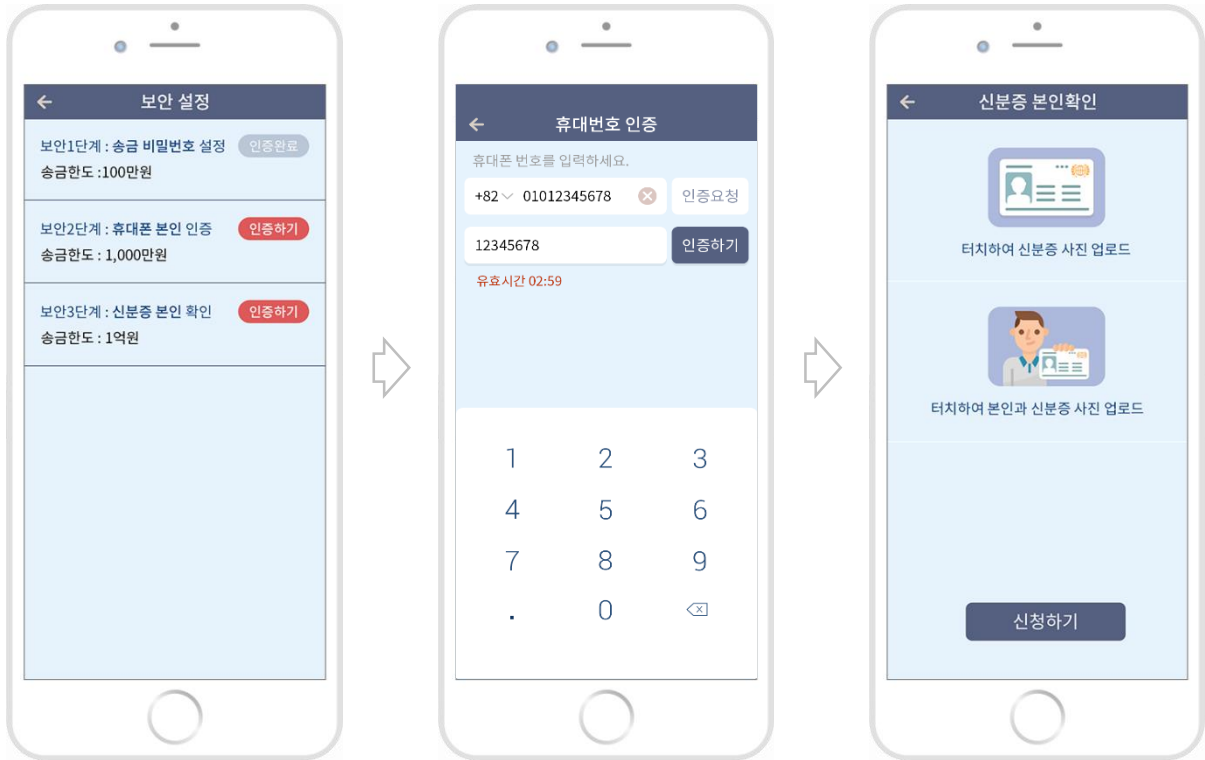 보안 설정
보안1단계 : 송금 비밀번호 설정 인증완료
송금한도 :100만원
보안2단계 : 휴대폰 본인 인증 인증하기
송금한도 : 1,000만원
보안3단계 : 신분증 본인 확인 인증하기
송금한도 : 1억원
휴대번호 인증
휴대폰 번호를 입력하세요.
+82 01012345678 인증요청
12345678 인증하기
유효시간 02:59
1 2 3
4 5 6
7 8 9
. 0
신분증 본인확인
터치하여 신분증 사진 업로드
터치하여 본인과 신분증 사진 업로드
신청하기